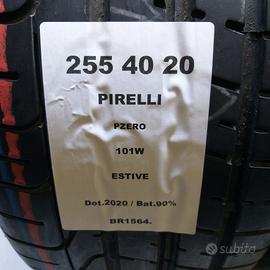 255 40 20
PIRELLI
PZERO
101W
ESTIVE
Dot.2020 / Bat.90%
BR1564.
subito